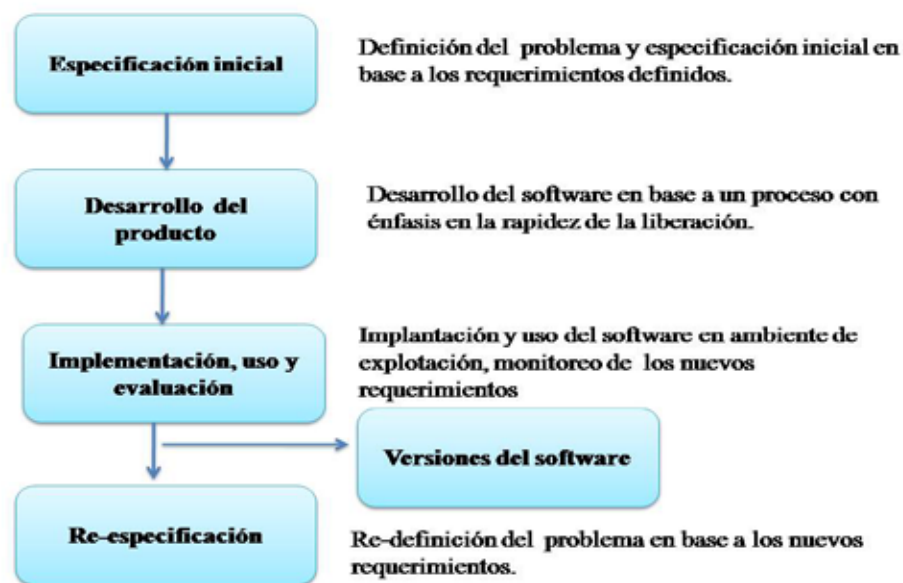 Especificación inicial
Definición del problema y especificación inicial en
base a los requerimientos definidos.
Desarrollo del
producto
Desarrollo del software en base a un proceso con
énfasis en la rapidez de la liberación.
Implementación, uso y
evaluación
Implantación y uso del software en ambiente de
explotación, monitoreo de los nuevos
requerimientos
Versiones del software
Re-especificación
Re-definición del problema en base a los nuevos
requerimientos.